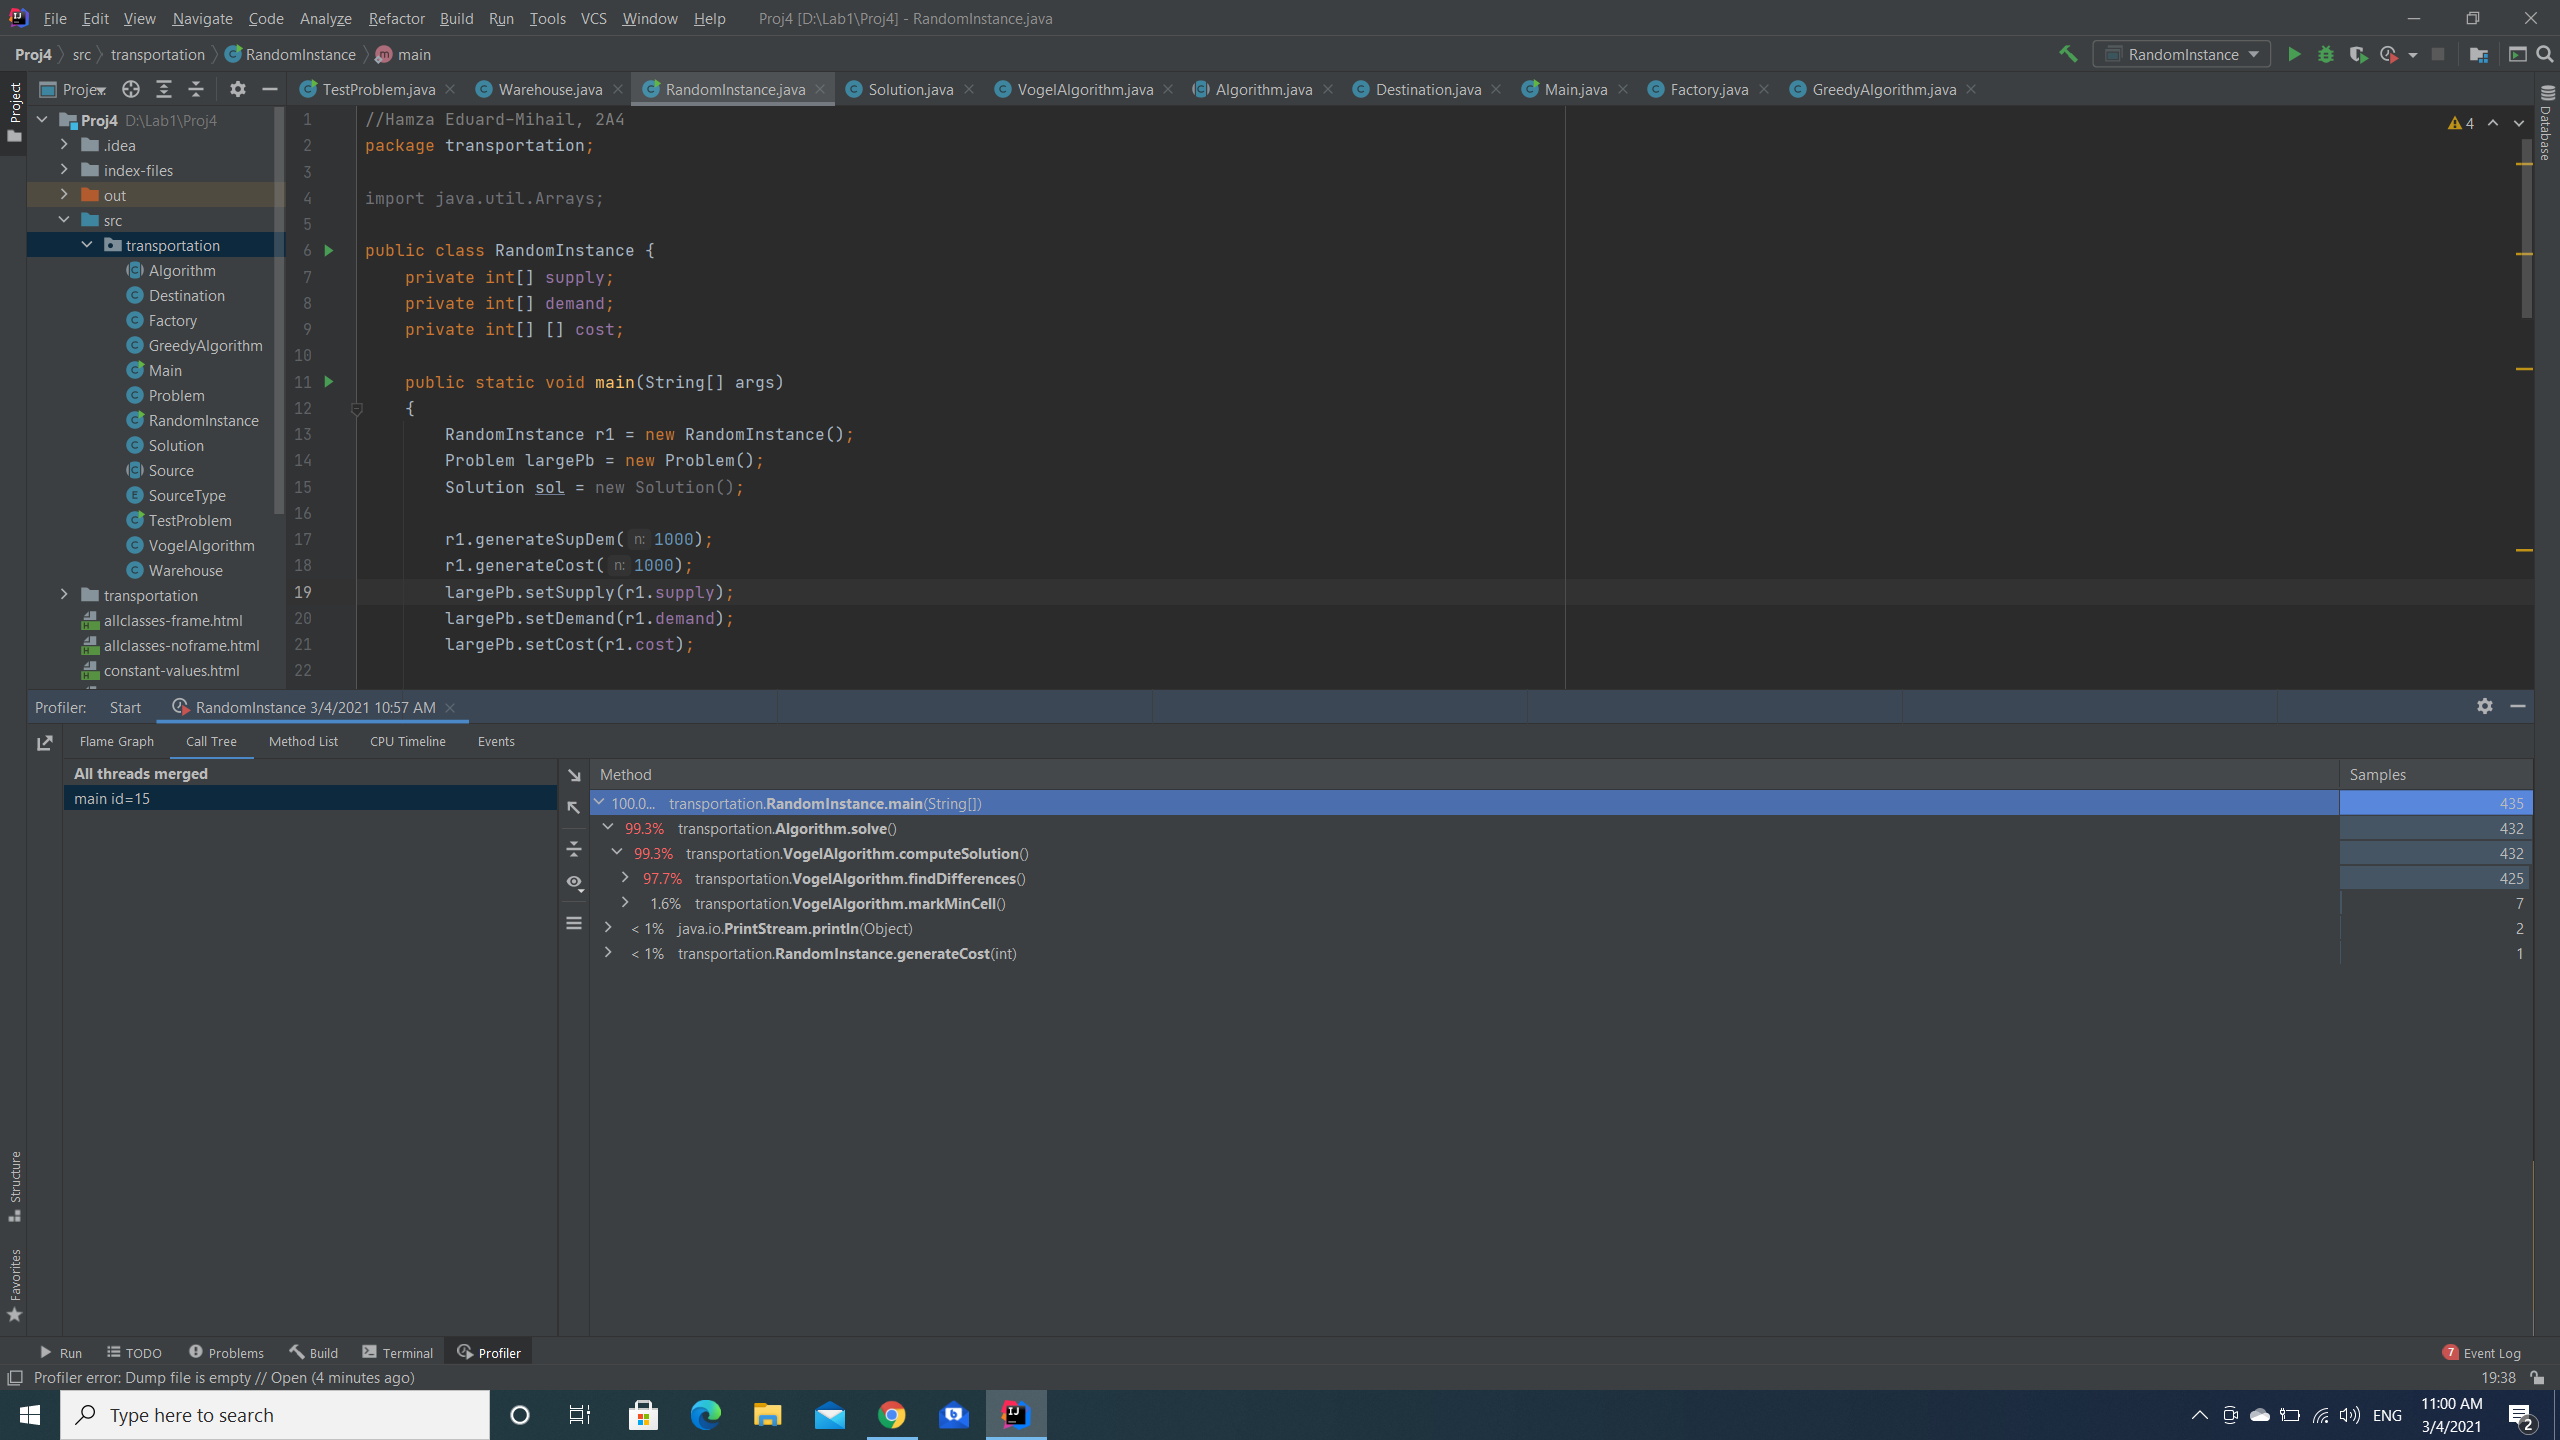 File Edit View Navigate Code Analyze Refactor Build Run Tools VCS Window Help Proj4 [D:\Lab1\Proj4] - RandomInstance.java
Proj4 src transportation RandomInstance main RandomInstance
Project Proje... TestProblem.java Warehouse.java RandomInstance.java Solution.java VogelAlgorithm.java Algorithm.java Destination.java Main.java Factory.java GreedyAlgorithm.java
Database
Proj4 D:\Lab1\Proj4
.idea
index-files
out
src
transportation
Algorithm
Destination
Factory
GreedyAlgorithm
Main
Problem
RandomInstance
Solution
Source
SourceType
TestProblem
VogelAlgorithm
Warehouse
transportation
allclasses-frame.html
allclasses-noframe.html
constant-values.html
4
1 //Hamza Eduard-Mihail, 2A4
2 package transportation;
3
4 import java.util.Arrays;
5
6 public class RandomInstance {
7 private int[] supply;
8 private int[] demand;
9 private int[] [] cost;
10
11 public static void main(String[] args)
12 {
13 RandomInstance r1 = new RandomInstance();
14 Problem largePb = new Problem();
15 Solution sol = new Solution();
16
17 r1.generateSupDem( n: 1000);
18 r1.generateCost( n: 1000);
19 largePb.setSupply(r1.supply);
20 largePb.setDemand(r1.demand);
21 largePb.setCost(r1.cost);
22
Profiler: Start RandomInstance 3/4/2021 10:57 AM
Flame Graph Call Tree Method List CPU Timeline Events
All threads merged
main id=15
Method Samples
100.0... transportation.RandomInstance.main(String[]) 435
99.3% transportation.Algorithm.solve() 432
99.3% transportation.VogelAlgorithm.computeSolution() 432
97.7% transportation.VogelAlgorithm.findDifferences() 425
1.6% transportation.VogelAlgorithm.markMinCell() 7
< 1% java.io.PrintStream.println(Object) 2
< 1% transportation.RandomInstance.generateCost(int) 1
Structure
Favorites
Run TODO Problems Build Terminal Profiler 7 Event Log
Profiler error: Dump file is empty // Open (4 minutes ago) 19:38
Type here to search ENG 11:00 AM
3/4/2021 2